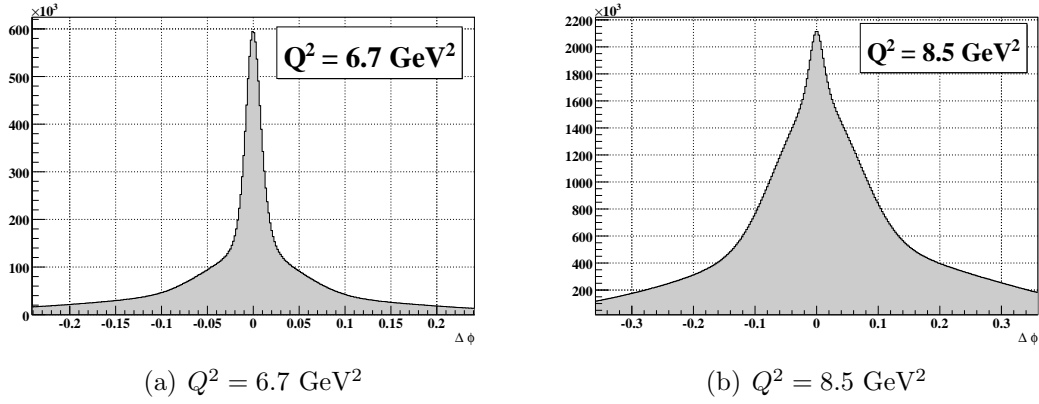 ×10³
600
500
400
300
200
100
0
-0.2 -0.15 -0.1 -0.05 0 0.05 0.1 0.15 0.2
Δ ϕ
Q² = 6.7 GeV²
(a) Q² = 6.7 GeV²
×10³
2200
2000
1800
1600
1400
1200
1000
800
600
400
200
-0.3 -0.2 -0.1 0 0.1 0.2 0.3
Δ ϕ
Q² = 8.5 GeV²
(b) Q² = 8.5 GeV²